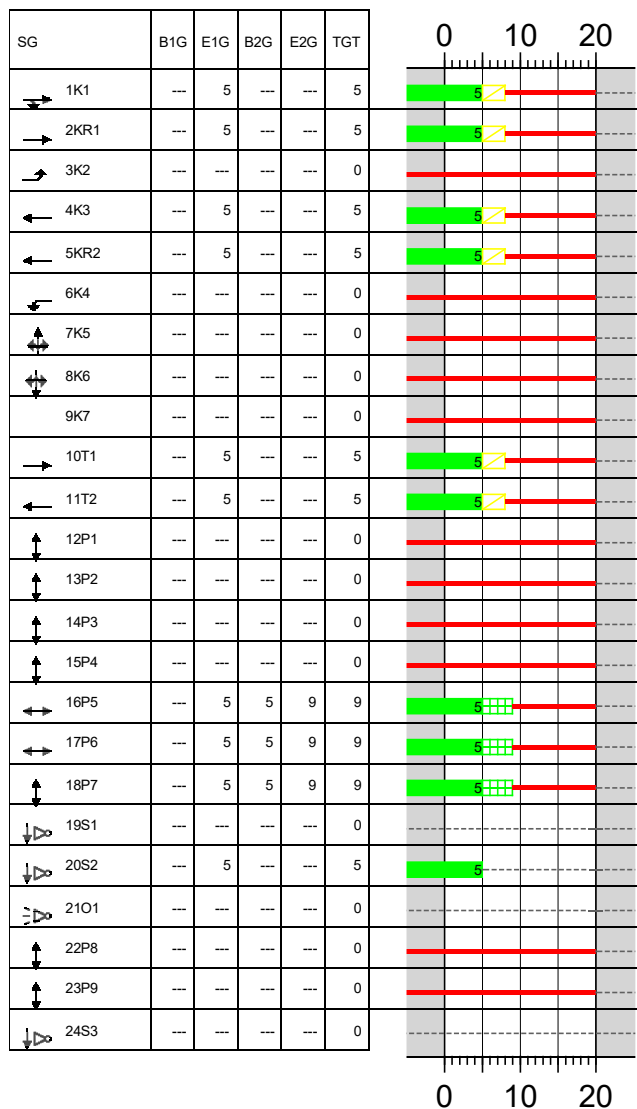 SG B1G E1G B2G E2G TGT 0 10 20
1K1 --- 5 --- --- 5 5
2KR1 --- 5 --- --- 5 5
3K2 --- --- --- --- 0
4K3 --- 5 --- --- 5 5
5KR2 --- 5 --- --- 5 5
6K4 --- --- --- --- 0
7K5 --- --- --- --- 0
8K6 --- --- --- --- 0
9K7 --- --- --- --- 0
10T1 --- 5 --- --- 5 5
11T2 --- 5 --- --- 5 5
12P1 --- --- --- --- 0
13P2 --- --- --- --- 0
14P3 --- --- --- --- 0
15P4 --- --- --- --- 0
16P5 --- 5 5 9 9 5
17P6 --- 5 5 9 9 5
18P7 --- 5 5 9 9 5
19S1 --- --- --- --- 0
20S2 --- 5 --- --- 5 5
21O1 --- --- --- --- 0
22P8 --- --- --- --- 0
23P9 --- --- --- --- 0
24S3 --- --- --- --- 0
0 10 20